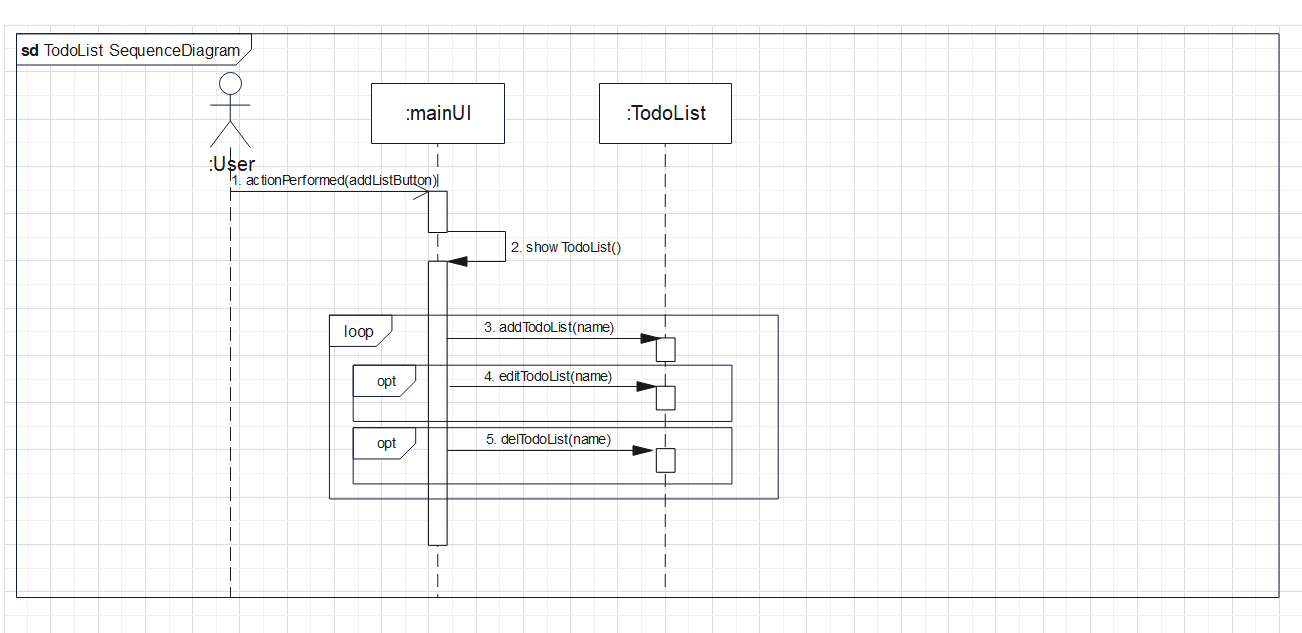 sd TodoList SequenceDiagram
:mainUI
:TodoList
:User
1. actionPerformed(addListButton)
2. show TodoList()
loop
3. addTodoList(name)
opt
4. editTodoList(name)
opt
5. delTodoList(name)